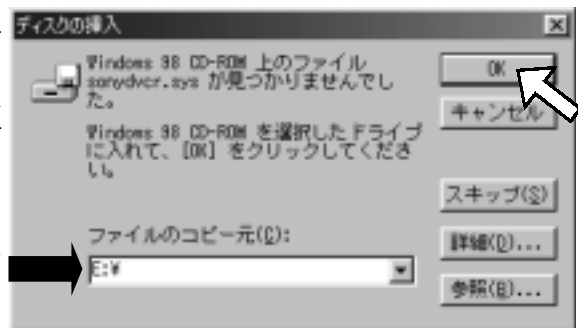 ディスクの挿入
Windows 98 CD-ROM 上のファイル
sonydvcr.sys が見つかりませんでし
た。
Windows 98 CD-ROM を選択したドライブ
に入れて、[OK] をクリックしてくださ
い。
OK
キャンセル
スキップ(S)
ファイルのコピー元(C):
詳細(D)...
E:¥
参照(B)...